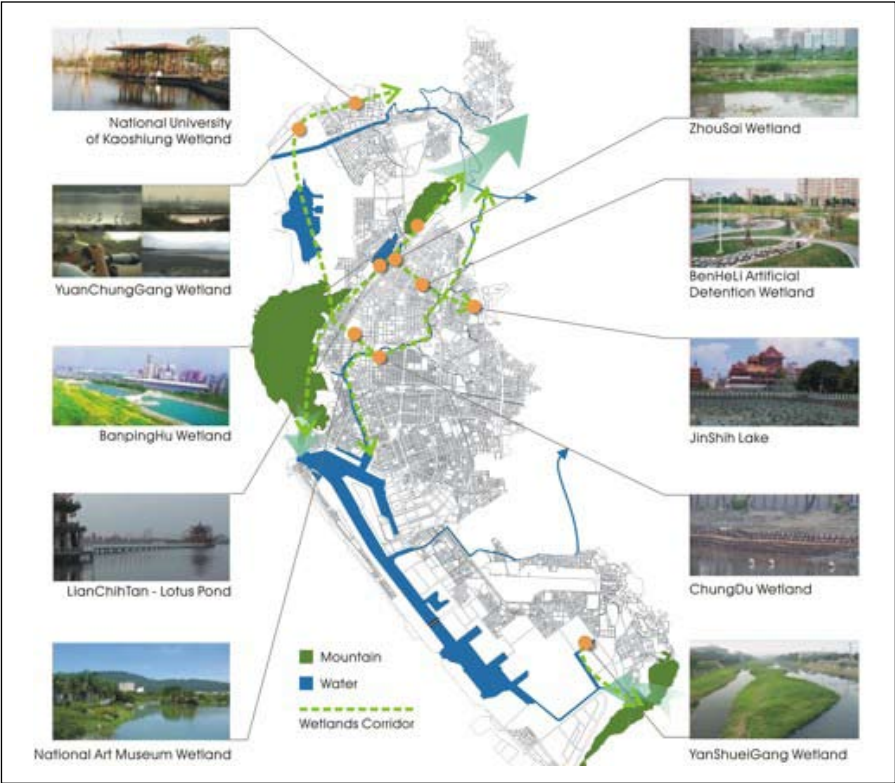 National University
of Kaoshiung Wetland
YuanChungGang Wetland
BanpingHu Wetland
LianChihTan - Lotus Pond
National Art Museum Wetland
Mountain
Water
Wetlands Corridor
ZhouSai Wetland
BenHeLi Artificial
Detention Wetland
JinShih Lake
ChungDu Wetland
YanShueiGang Wetland